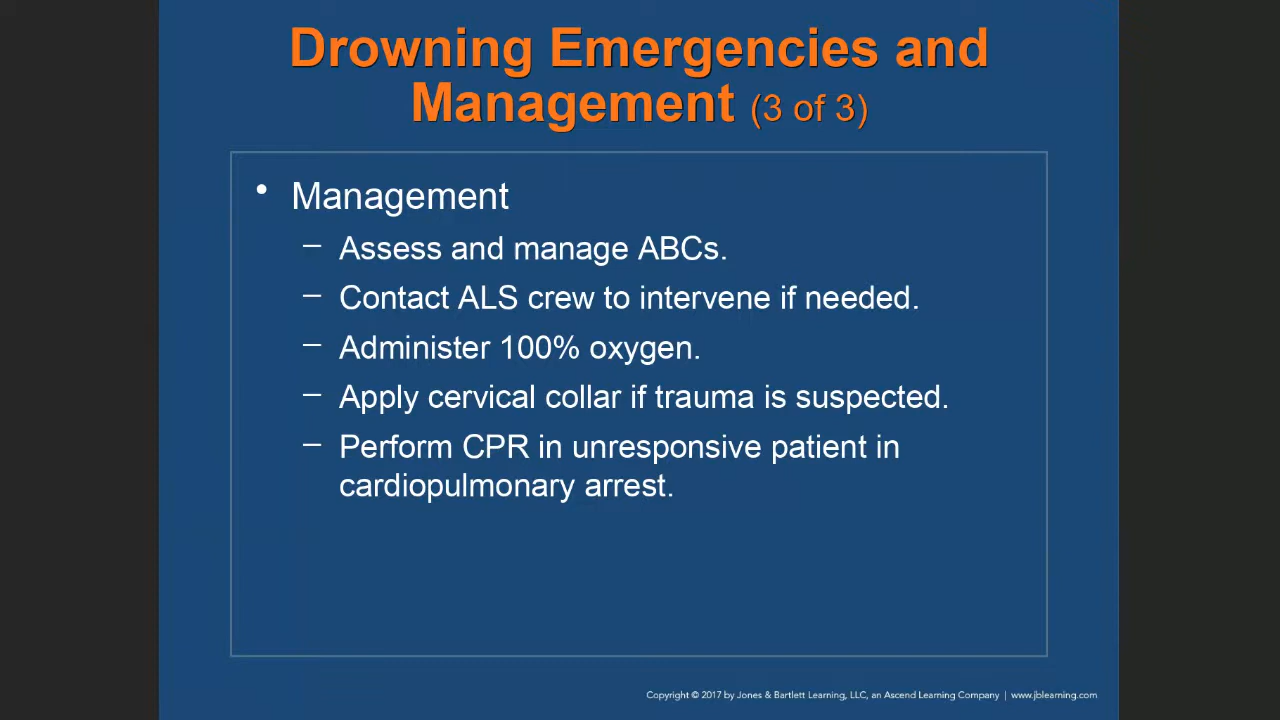 Drowning Emergencies and
Management (3 of 3)
• Management
– Assess and manage ABCs.
– Contact ALS crew to intervene if needed.
– Administer 100% oxygen.
– Apply cervical collar if trauma is suspected.
– Perform CPR in unresponsive patient in
cardiopulmonary arrest.
Copyright © 2017 by Jones & Bartlett Learning, LLC, an Ascend Learning Company | www.jblearning.com